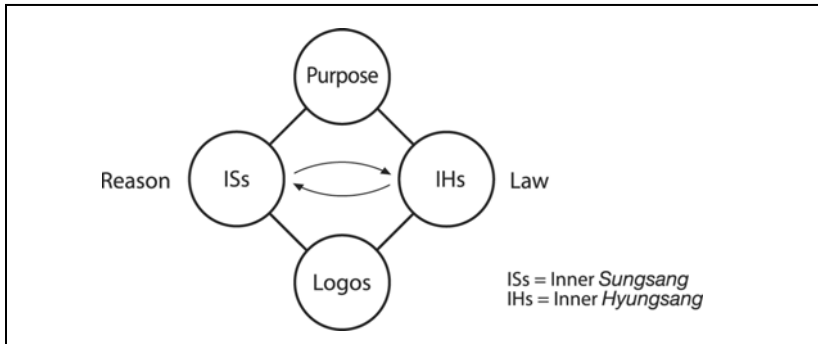 Purpose
Reason ISs IHs Law
Logos
ISs = Inner Sungsang
IHs = Inner Hyungsang